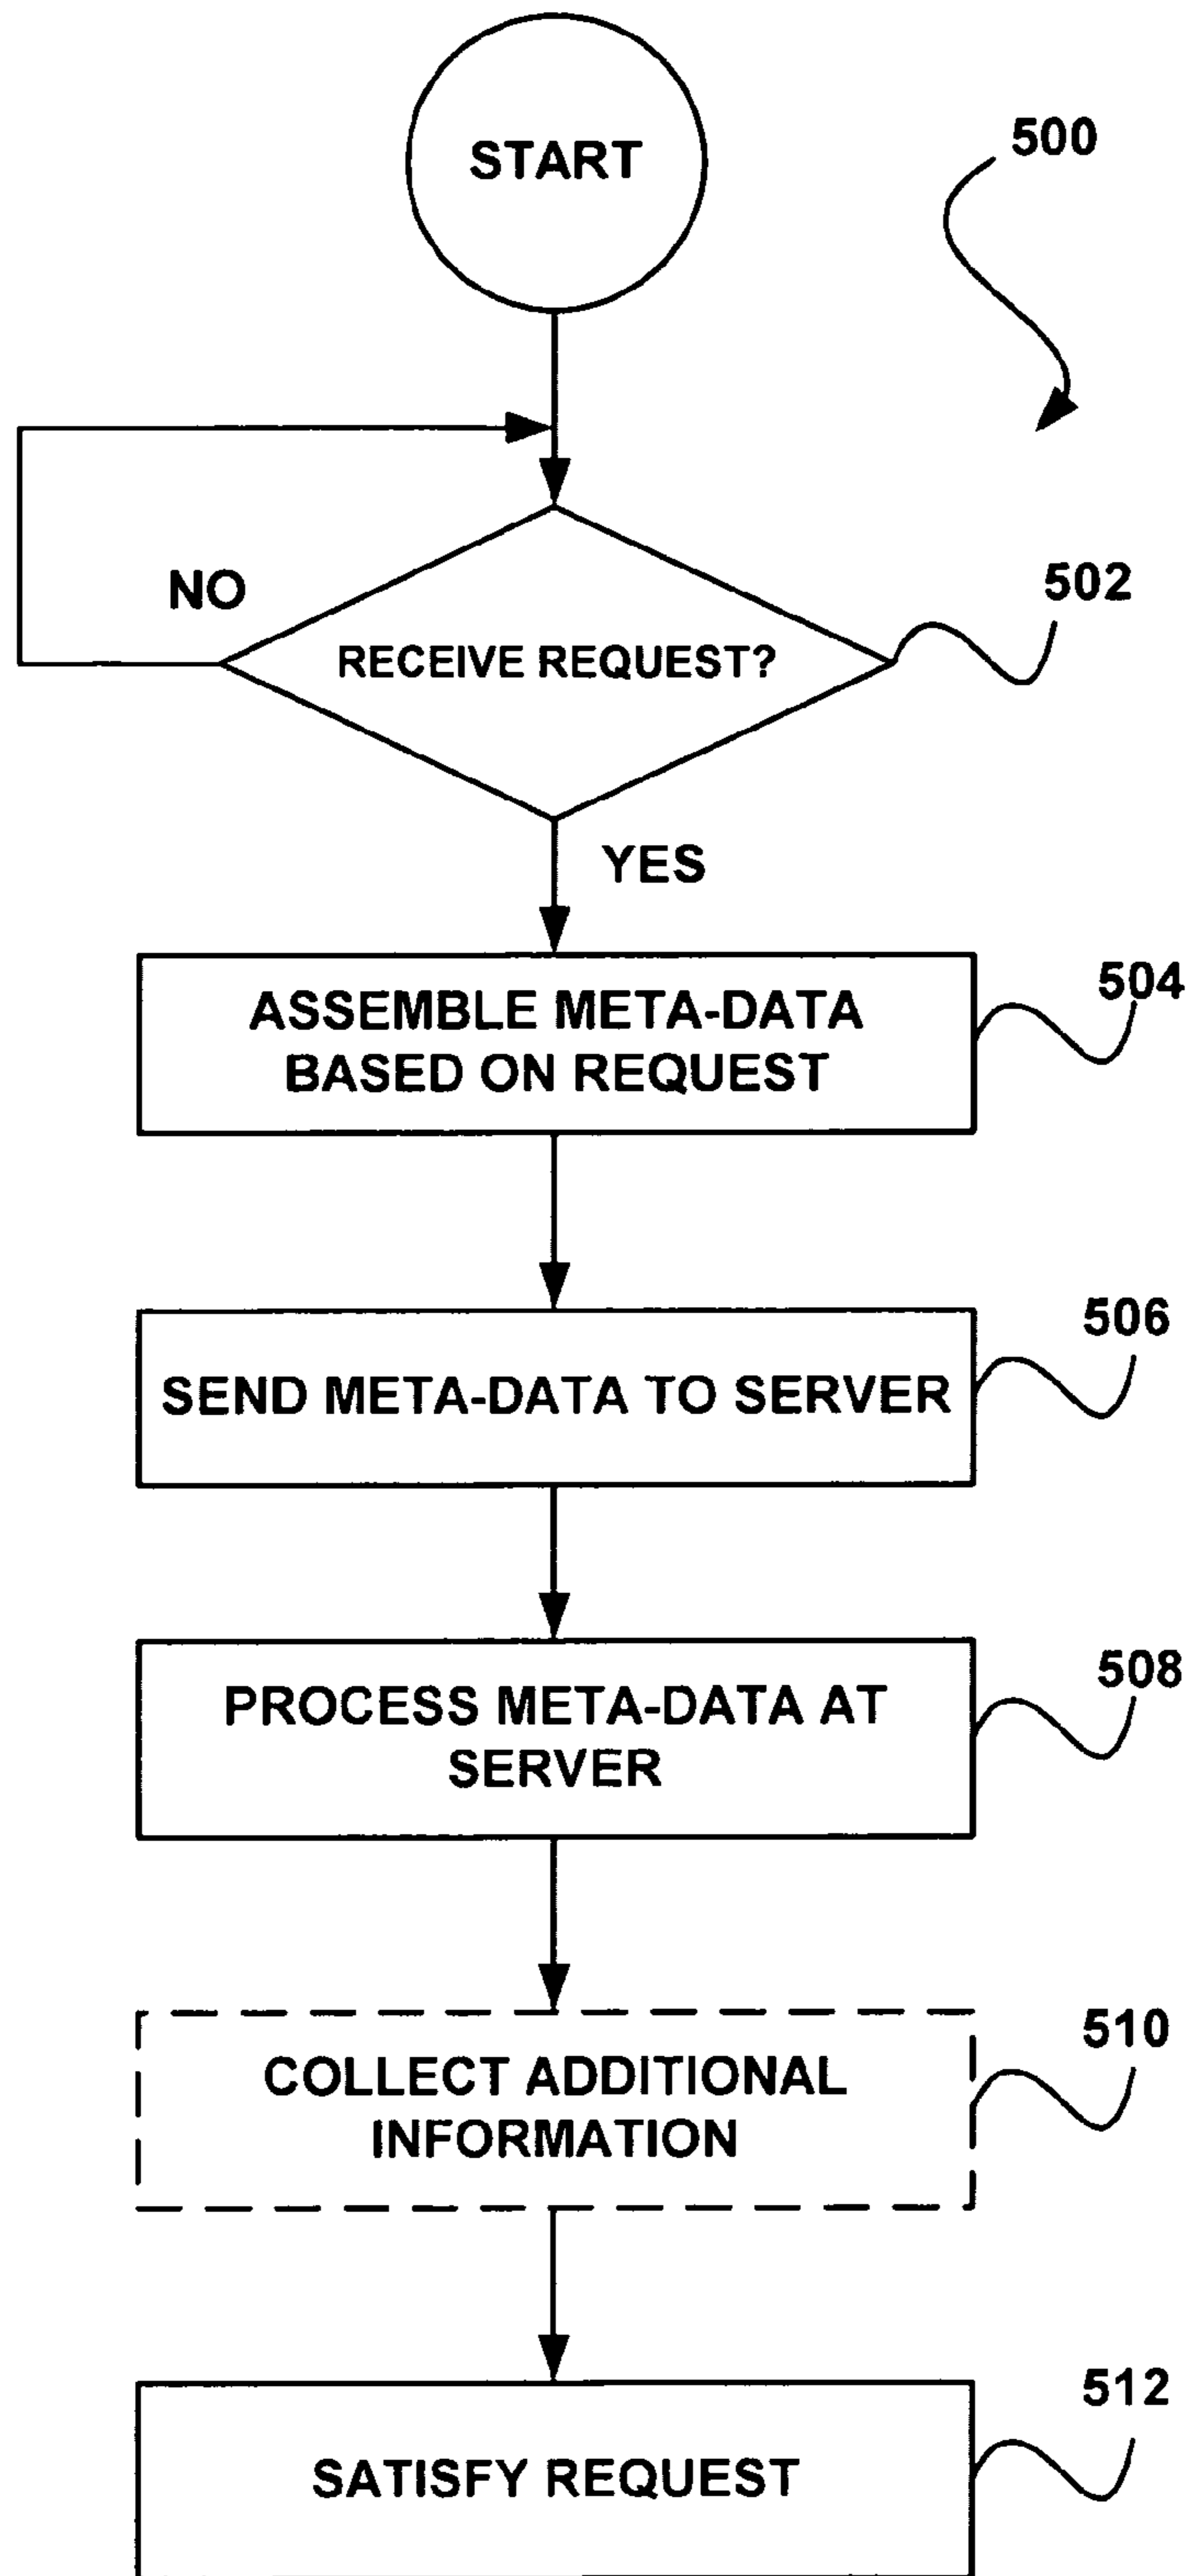 START
500
NO
RECEIVE REQUEST?
502
YES
ASSEMBLE META-DATA
BASED ON REQUEST
504
SEND META-DATA TO SERVER
506
PROCESS META-DATA AT
SERVER
508
COLLECT ADDITIONAL
INFORMATION
510
SATISFY REQUEST
512